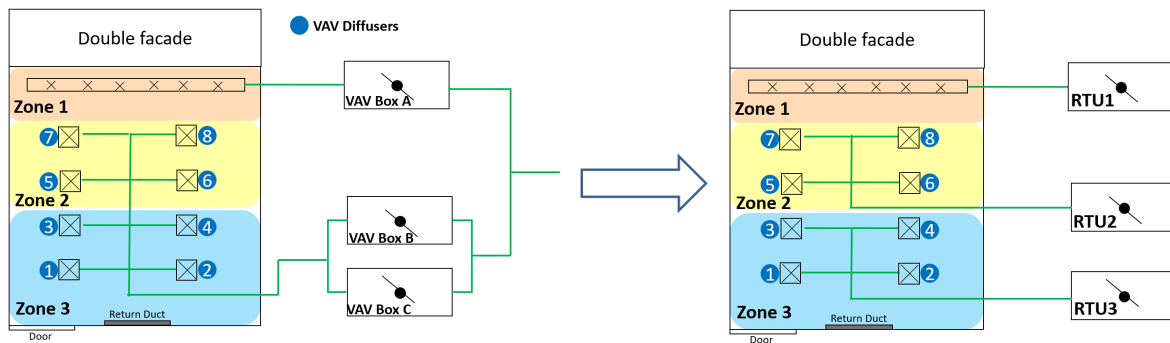 Double facade
VAV Diffusers
Zone 1
VAV Box A
7
8
5
6
Zone 2
3
4
VAV Box B
1
2
Zone 3
VAV Box C
Return Duct
Door
Double facade
Zone 1
RTU1
7
8
5
6
Zone 2
RTU2
3
4
1
2
Zone 3
RTU3
Return Duct
Door